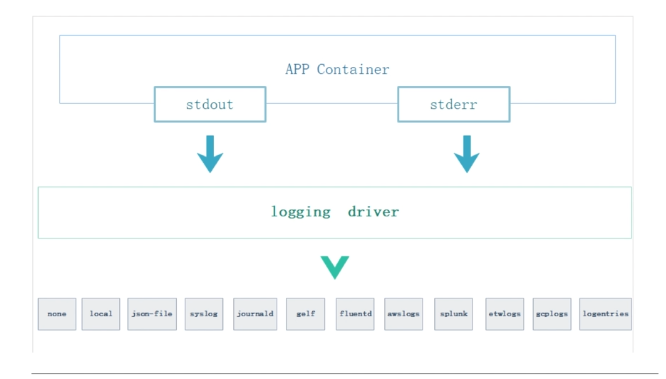 APP Container
stdout
stderr
logging driver
none
local
json-file
syslog
journald
gelf
fluentd
awslogs
splunk
etwlogs
gcplogs
logentries